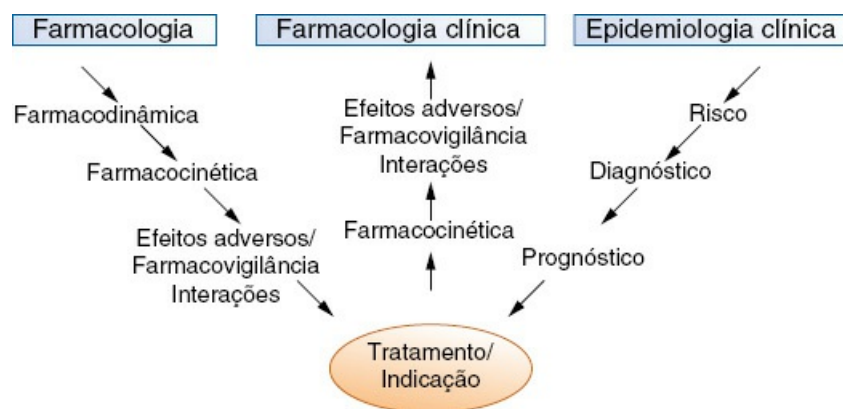 Farmacologia
Farmacodinâmica
Farmacocinética
Efeitos adversos/
Farmacovigilância
Interações
Farmacologia clínica
Efeitos adversos/
Farmacovigilância
Interações
Farmacocinética
Epidemiologia clínica
Risco
Diagnóstico
Prognóstico
Tratamento/
Indicação